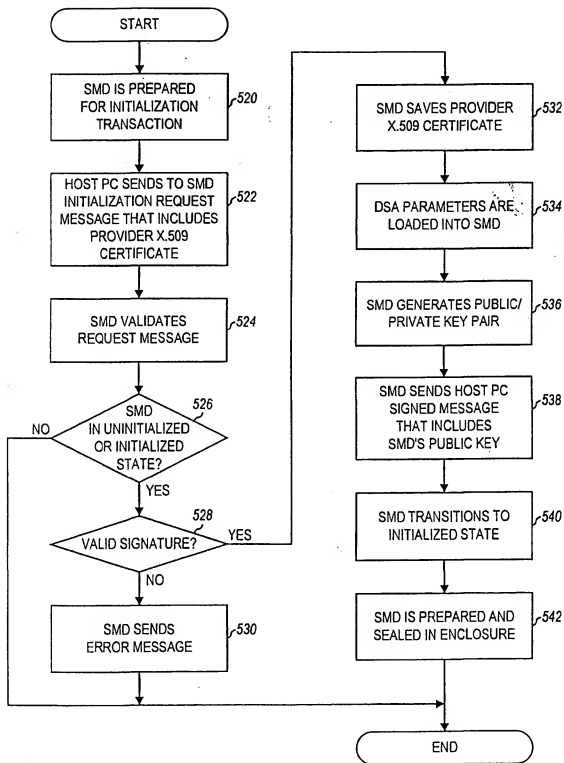 START
SMD IS PREPARED
FOR INITIALIZATION
TRANSACTION
520
HOST PC SENDS TO SMD
INITIALIZATION REQUEST
MESSAGE THAT INCLUDES
PROVIDER X.509
CERTIFICATE
522
SMD VALIDATES
REQUEST MESSAGE
524
SMD
IN UNINITIALIZED
OR INITIALIZED
STATE?
526
NO
YES
VALID SIGNATURE?
528
YES
NO
SMD SENDS
ERROR MESSAGE
530
SMD SAVES PROVIDER
X.509 CERTIFICATE
532
DSA PARAMETERS ARE
LOADED INTO SMD
534
SMD GENERATES PUBLIC/
PRIVATE KEY PAIR
536
SMD SENDS HOST PC
SIGNED MESSAGE
THAT INCLUDES
SMD'S PUBLIC KEY
538
SMD TRANSITIONS TO
INITIALIZED STATE
540
SMD IS PREPARED AND
SEALED IN ENCLOSURE
542
END